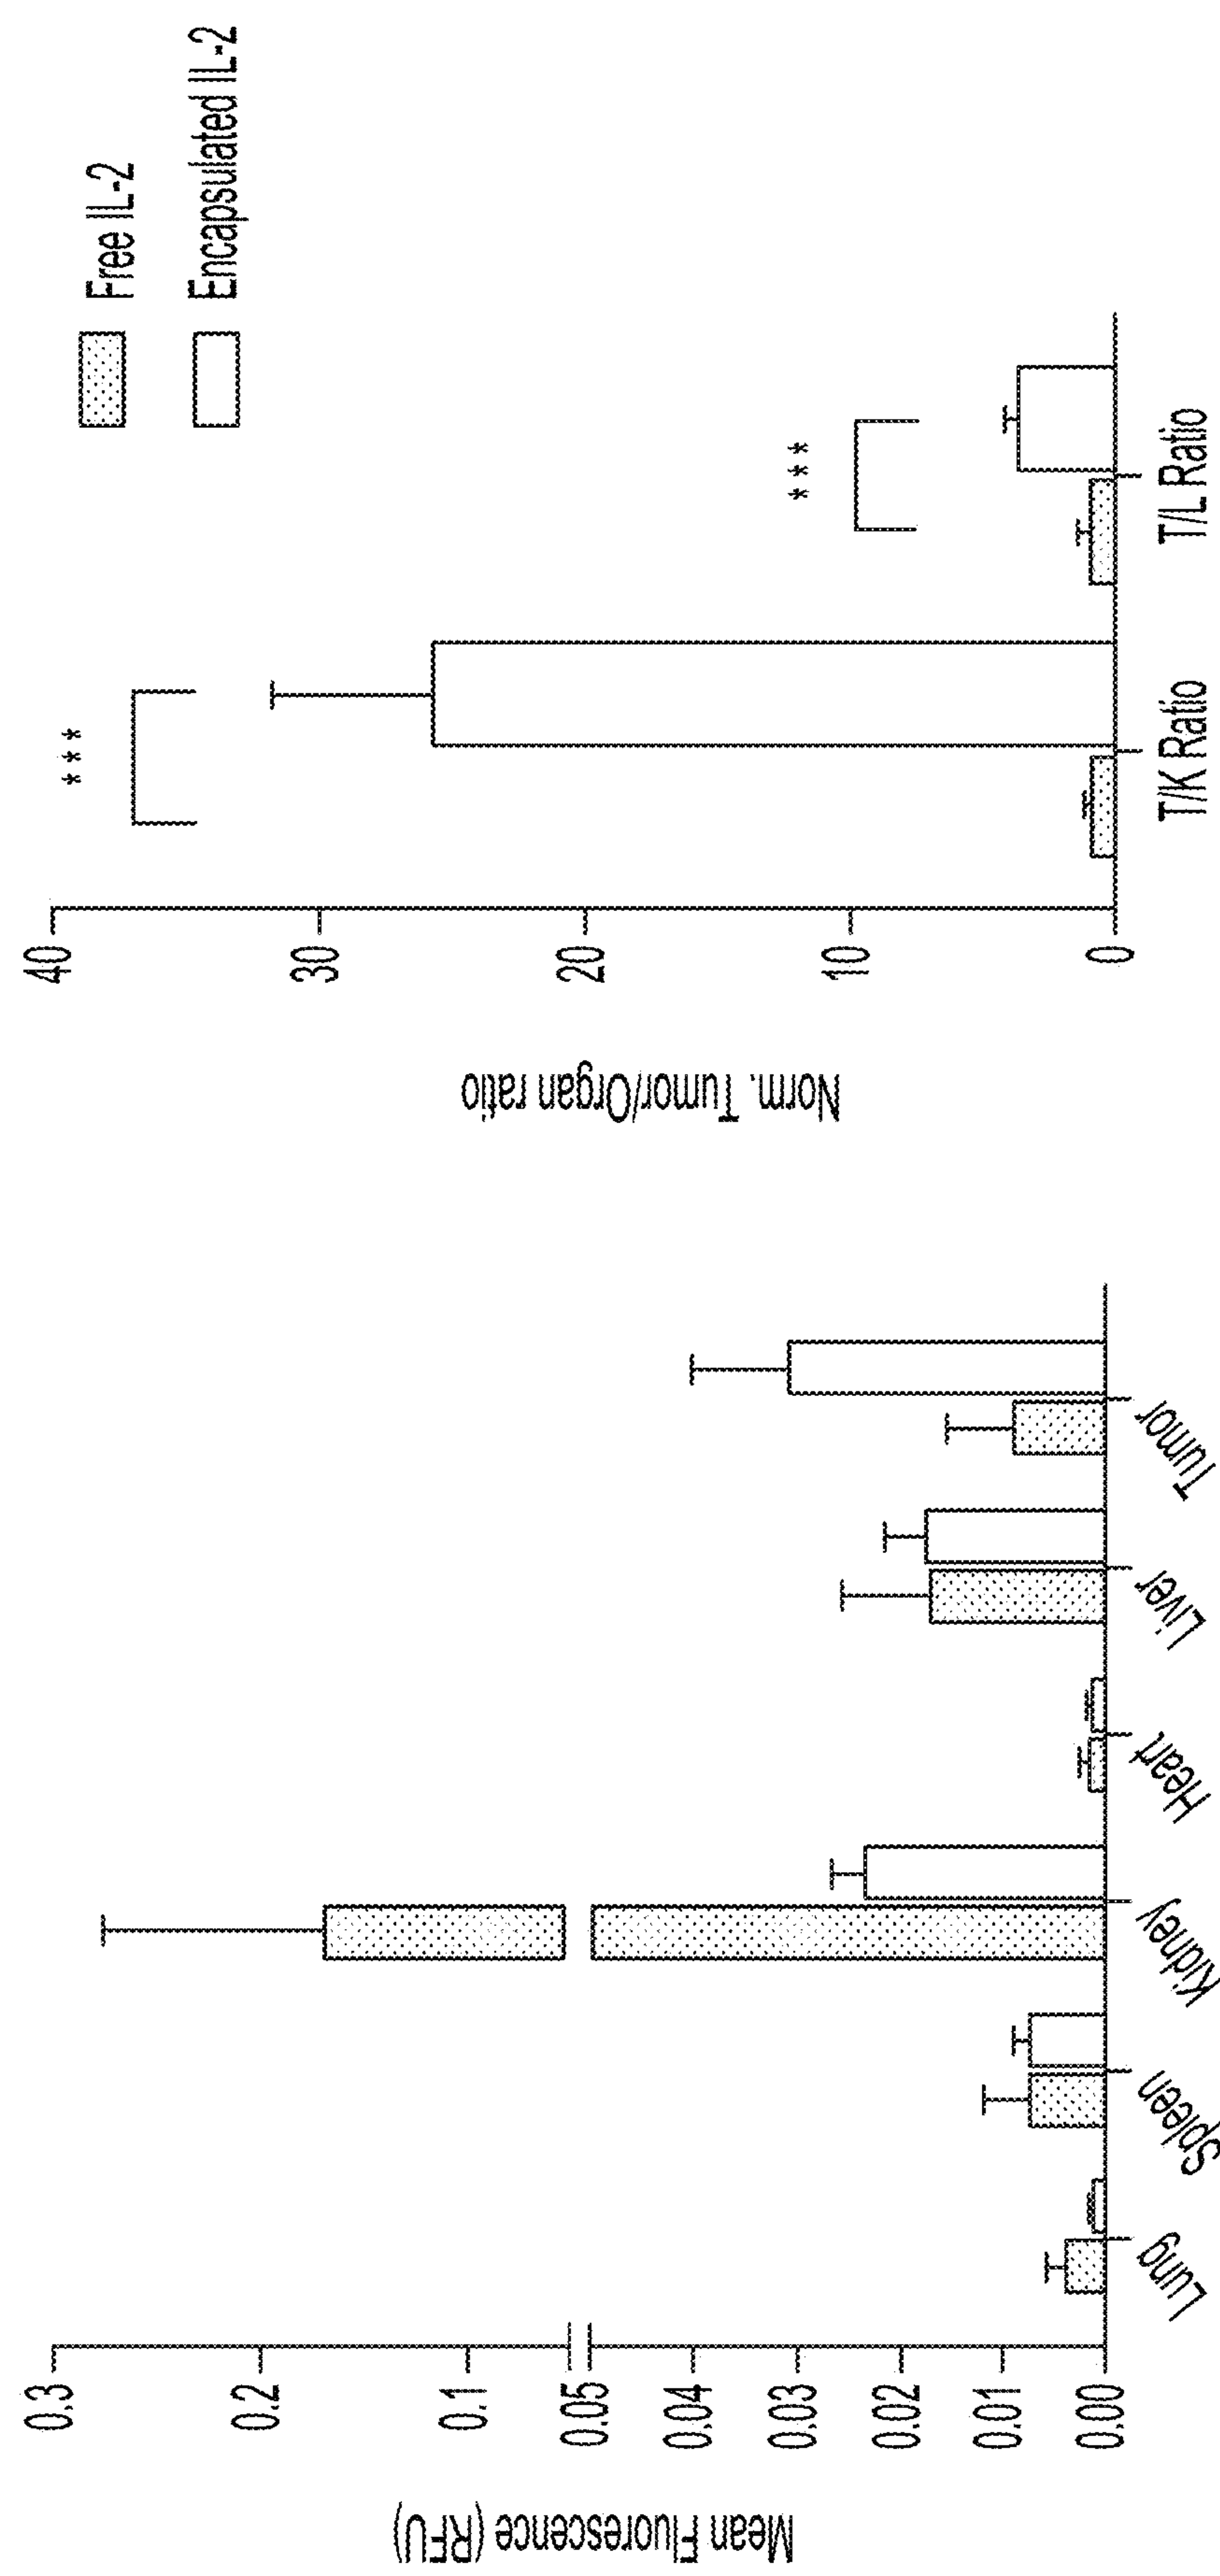 Mean Fluorescence (RFU)
0.3
0.2
0.1
0.05
0.04
0.03
0.02
0.01
0.00
Lung
Spleen
Kidney
Heart
Liver
Tumor
Norm. Tumor/Organ ratio
40
30
20
10
0
***
***
T/K Ratio
T/L Ratio
Free IL-2
Encapsulated IL-2